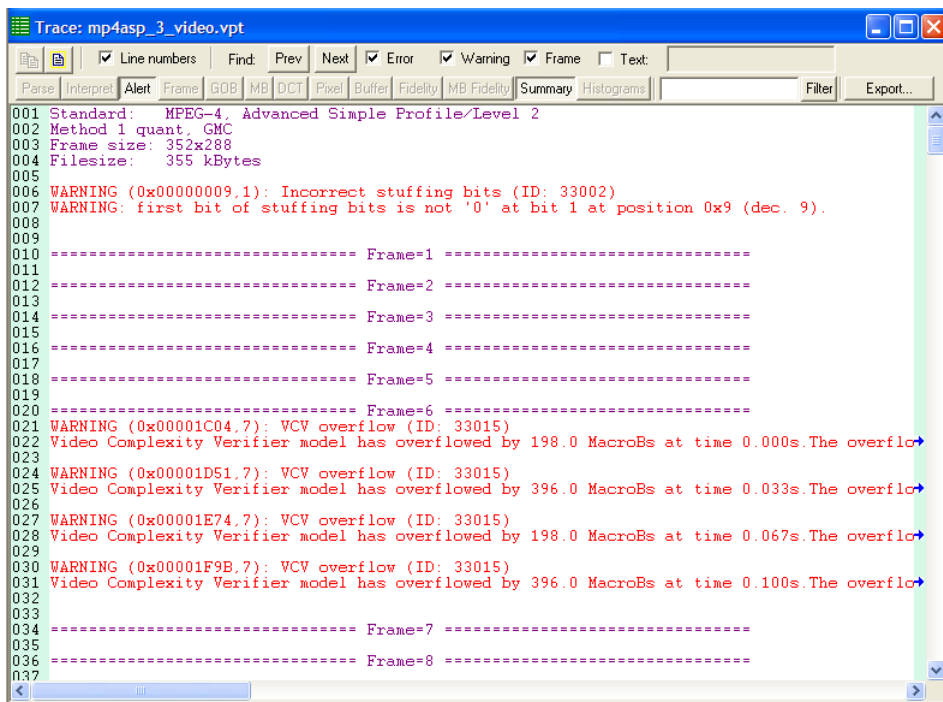 Trace: mp4asp_3_video.vpt
Line numbers Find: Prev Next Error Warning Frame Text:
Parse Interpret Alert Frame GOB MB DCT Pixel Buffer Fidelity MB Fidelity Summary Histograms Filter Export...
001 Standard: MPEG-4, Advanced Simple Profile/Level 2
002 Method 1 quant, GMC
003 Frame size: 352x288
004 Filesize: 355 kBytes
005
006 WARNING (0x00000009,1): Incorrect stuffing bits (ID: 33002)
007 WARNING: first bit of stuffing bits is not '0' at bit 1 at position 0x9 (dec. 9).
008
009
010 ================================ Frame=1 ================================
011
012 ================================ Frame=2 ================================
013
014 ================================ Frame=3 ================================
015
016 ================================ Frame=4 ================================
017
018 ================================ Frame=5 ================================
019
020 ================================ Frame=6 ================================
021 WARNING (0x00001C04,7): VCV overflow (ID: 33015)
022 Video Complexity Verifier model has overflowed by 198.0 MacroBs at time 0.000s.The overflo
023
024 WARNING (0x00001D51,7): VCV overflow (ID: 33015)
025 Video Complexity Verifier model has overflowed by 396.0 MacroBs at time 0.033s.The overflo
026
027 WARNING (0x00001E74,7): VCV overflow (ID: 33015)
028 Video Complexity Verifier model has overflowed by 198.0 MacroBs at time 0.067s.The overflo
029
030 WARNING (0x00001F9B,7): VCV overflow (ID: 33015)
031 Video Complexity Verifier model has overflowed by 396.0 MacroBs at time 0.100s.The overflo
032
033
034 ================================ Frame=7 ================================
035
036 ================================ Frame=8 ================================
037